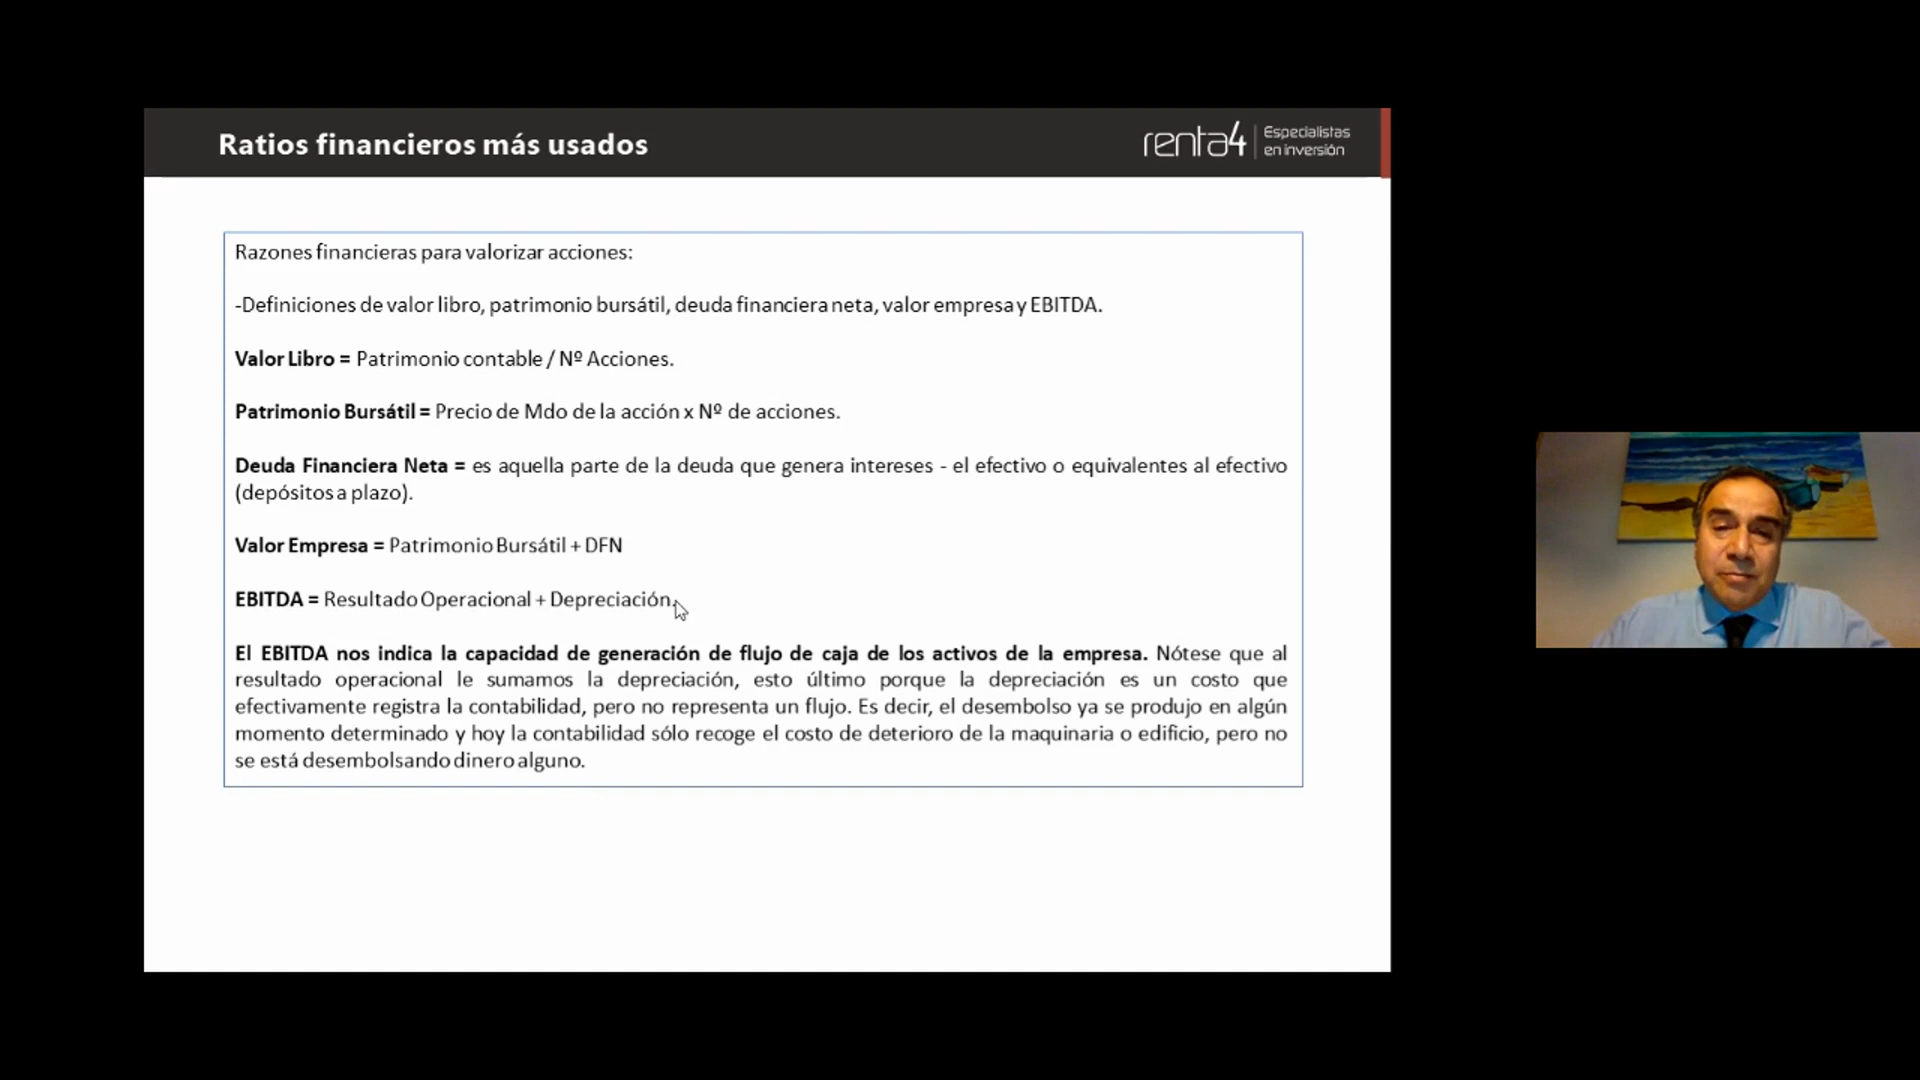 Ratios financieros más usados
renta4
Especialistas
en inversión
Razones financieras para valorizar acciones:
-Definiciones de valor libro, patrimonio bursátil, deuda financiera neta, valor empresa y EBITDA.
Valor Libro = Patrimonio contable / Nº Acciones.
Patrimonio Bursátil = Precio de Mdo de la acción x Nº de acciones.
Deuda Financiera Neta = es aquella parte de la deuda que genera intereses - el efectivo o equivalentes al efectivo
(depósitos a plazo).
Valor Empresa = Patrimonio Bursátil + DFN
EBITDA = Resultado Operacional + Depreciación.
El EBITDA nos indica la capacidad de generación de flujo de caja de los activos de la empresa. Nótese que al
resultado operacional le sumamos la depreciación, esto último porque la depreciación es un costo que
efectivamente registra la contabilidad, pero no representa un flujo. Es decir, el desembolso ya se produjo en algún
momento determinado y hoy la contabilidad sólo recoge el costo de deterioro de la maquinaria o edificio, pero no
se está desembolsando dinero alguno.